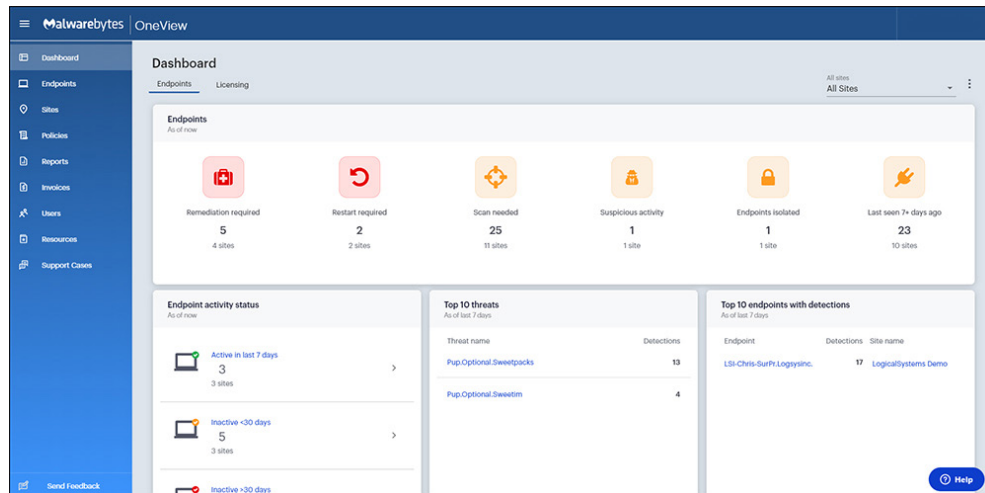 Malwarebytes OneView
Dashboard
Endpoints
Sites
Policies
Reports
Invoices
Users
Resources
Support Cases
Send Feedback
Dashboard
Endpoints Licensing
All sites
All Sites
Endpoints
As of now
Remediation required
5
4 sites
Restart required
2
2 sites
Scan needed
25
11 sites
Suspicious activity
1
1 site
Endpoints isolated
1
1 site
Last seen 7+ days ago
23
10 sites
Endpoint activity status
As of now
Active in last 7 days
3
3 sites
Inactive <30 days
5
3 sites
Inactive >30 days
Top 10 threats
As of last 7 days
Threat name Detections
Pup.Optional.Sweetpacks 13
Pup.Optional.Sweetim 4
Top 10 endpoints with detections
As of last 7 days
Endpoint Detections Site name
LSI-Chris-SurPr.Logsysinc. 17 LogicalSystems Demo
Help